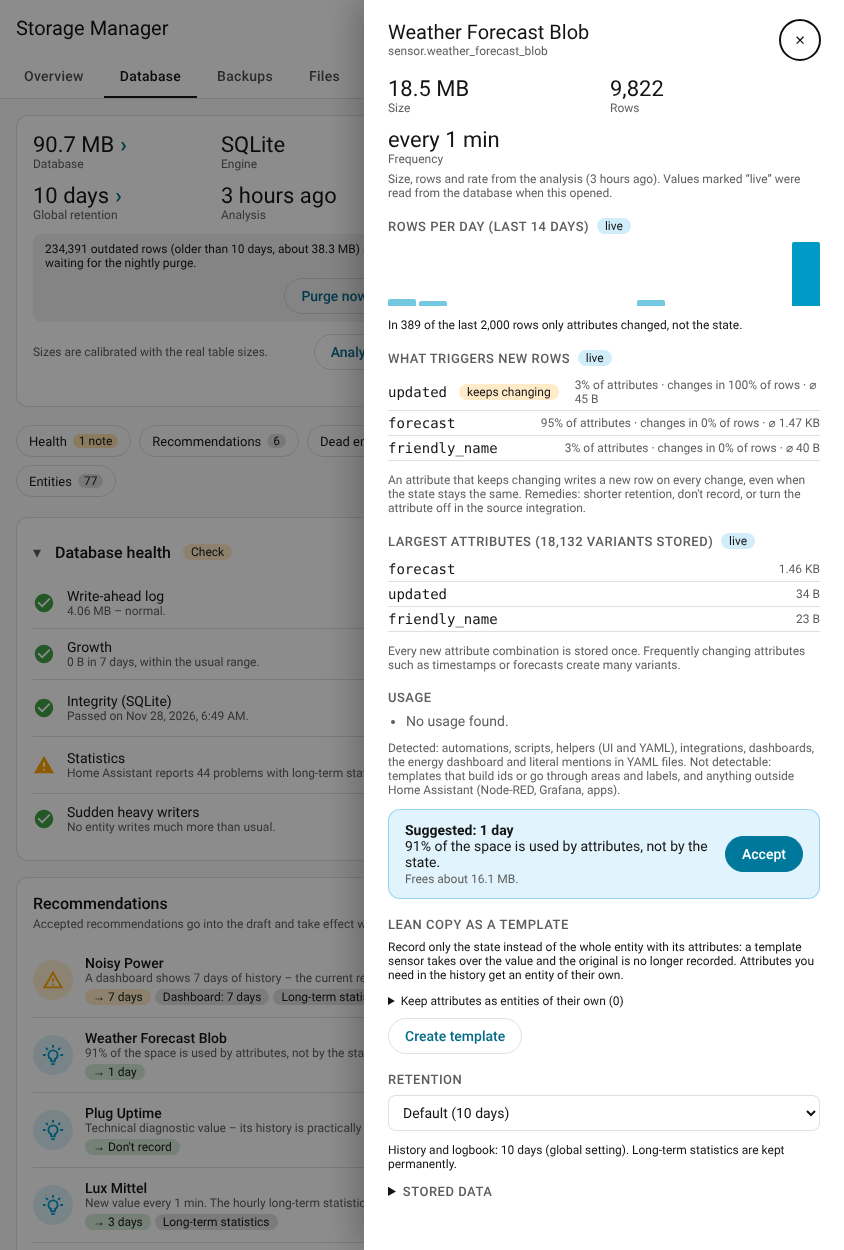 Storage Manager
Overview
Database
Backups
Files
90.7 MB ›
Database
SQLite
Engine
10 days ›
Global retention
3 hours ago
Analysis
234,391 outdated rows (older than 10 days, about 38.3 MB)
waiting for the nightly purge.
Purge now
Sizes are calibrated with the real table sizes.
Health 1 note
Recommendations 6
Entities 77
▼ Database health Check
Write-ahead log
4.06 MB – normal.
Growth
0 B in 7 days, within the usual range.
Integrity (SQLite)
Passed on Nov 28, 2026, 6:49 AM.
Statistics
Home Assistant reports 44 problems with long-term
Sudden heavy writers
No entity writes much more than usual.
Recommendations
Accepted recommendations go into the draft and take effect
Noisy Power
A dashboard shows 7 days of history – the current
→ 7 days
Dashboard: 7 days
Weather Forecast Blob
91% of the space is used by attributes, not by the
→ 1 day
Plug Uptime
Technical diagnostic value – its history is practically
→ Don't record
Lux Mittel
New value every 1 min. The hourly long-term
→ 3 days
Long-term statistics
Weather Forecast Blob
sensor.weather_forecast_blob
×
18.5 MB
Size
9,822
Rows
every 1 min
Frequency
Size, rows and rate from the analysis (3 hours ago). Values marked “live” were
read from the database when this opened.
ROWS PER DAY (LAST 14 DAYS) live
In 389 of the last 2,000 rows only attributes changed, not the state.
WHAT TRIGGERS NEW ROWS live
updated keeps changing 3% of attributes · changes in 100% of rows · ⌀
45 B
forecast 95% of attributes · changes in 0% of rows · ⌀ 1.47 KB
friendly_name 3% of attributes · changes in 0% of rows · ⌀ 40 B
An attribute that keeps changing writes a new row on every change, even when
the state stays the same. Remedies: shorter retention, don't record, or turn the
attribute off in the source integration.
LARGEST ATTRIBUTES (18,132 VARIANTS STORED) live
forecast 1.46 KB
updated 34 B
friendly_name 23 B
Every new attribute combination is stored once. Frequently changing attributes
such as timestamps or forecasts create many variants.
USAGE
• No usage found.
Detected: automations, scripts, helpers (UI and YAML), integrations, dashboards,
the energy dashboard and literal mentions in YAML files. Not detectable:
templates that build ids or go through areas and labels, and anything outside
Home Assistant (Node-RED, Grafana, apps).
Suggested: 1 day
91% of the space is used by attributes, not by the
state.
Frees about 16.1 MB.
Accept
LEAN COPY AS A TEMPLATE
Record only the state instead of the whole entity with its attributes: a template
sensor takes over the value and the original is no longer recorded. Attributes you
need in the history get an entity of their own.
▶ Keep attributes as entities of their own (0)
Create template
RETENTION
Default (10 days)
History and logbook: 10 days (global setting). Long-term statistics are kept
permanently.
▶ STORED DATA